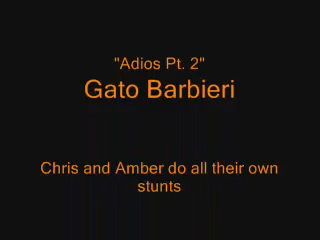 "Adios Pt. 2"
Gato Barbieri
Chris and Amber do all their own
stunts